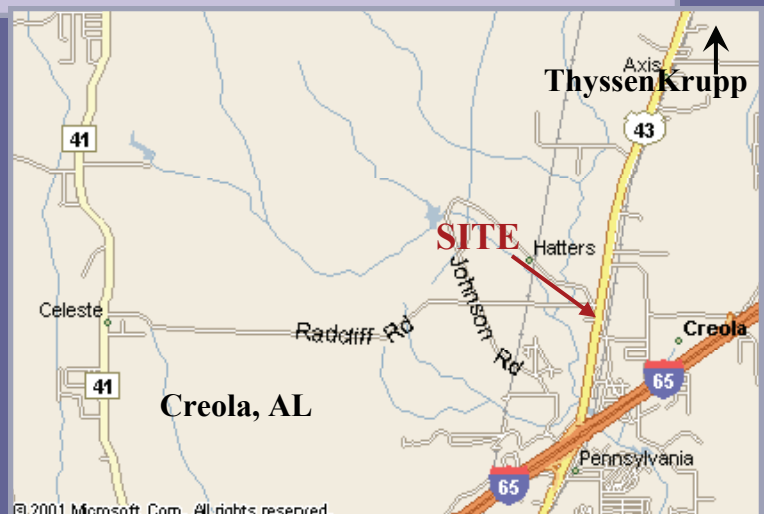 Axis
ThyssenKrupp
43
41
SITE
Hatters
Johnson Rd
Celeste
Radcliff Rd
Creola
65
41
Creola, AL
Pennsylvania
65
© 2001 Microsoft Corp. All rights reserved